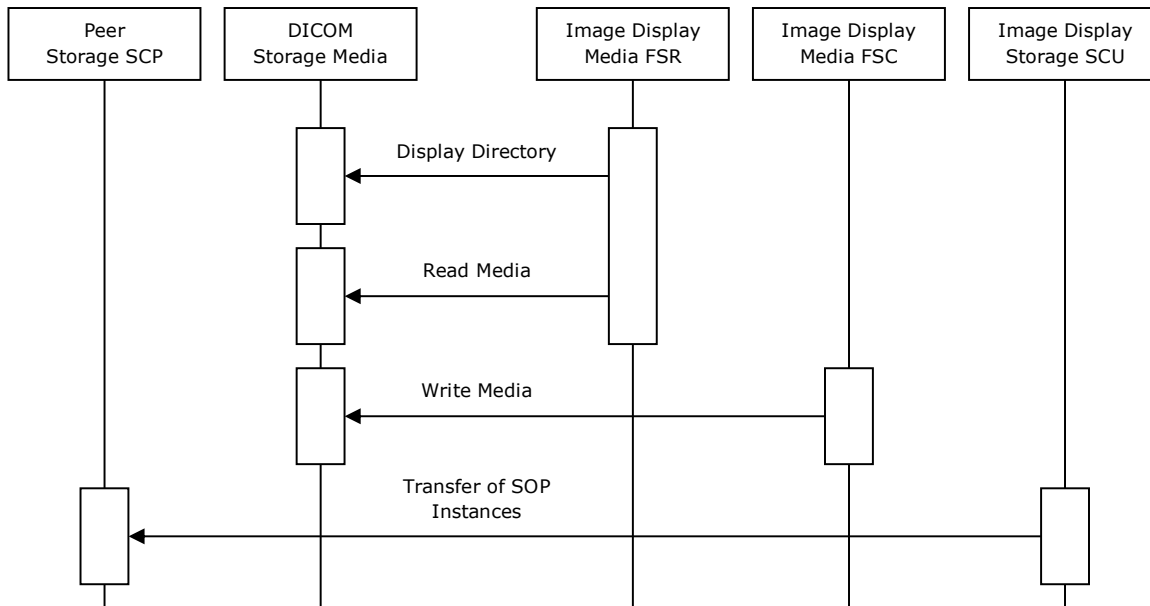 Peer
Storage SCP
DICOM
Storage Media
Image Display
Media FSR
Image Display
Media FSC
Image Display
Storage SCU
Display Directory
Read Media
Write Media
Transfer of SOP
Instances